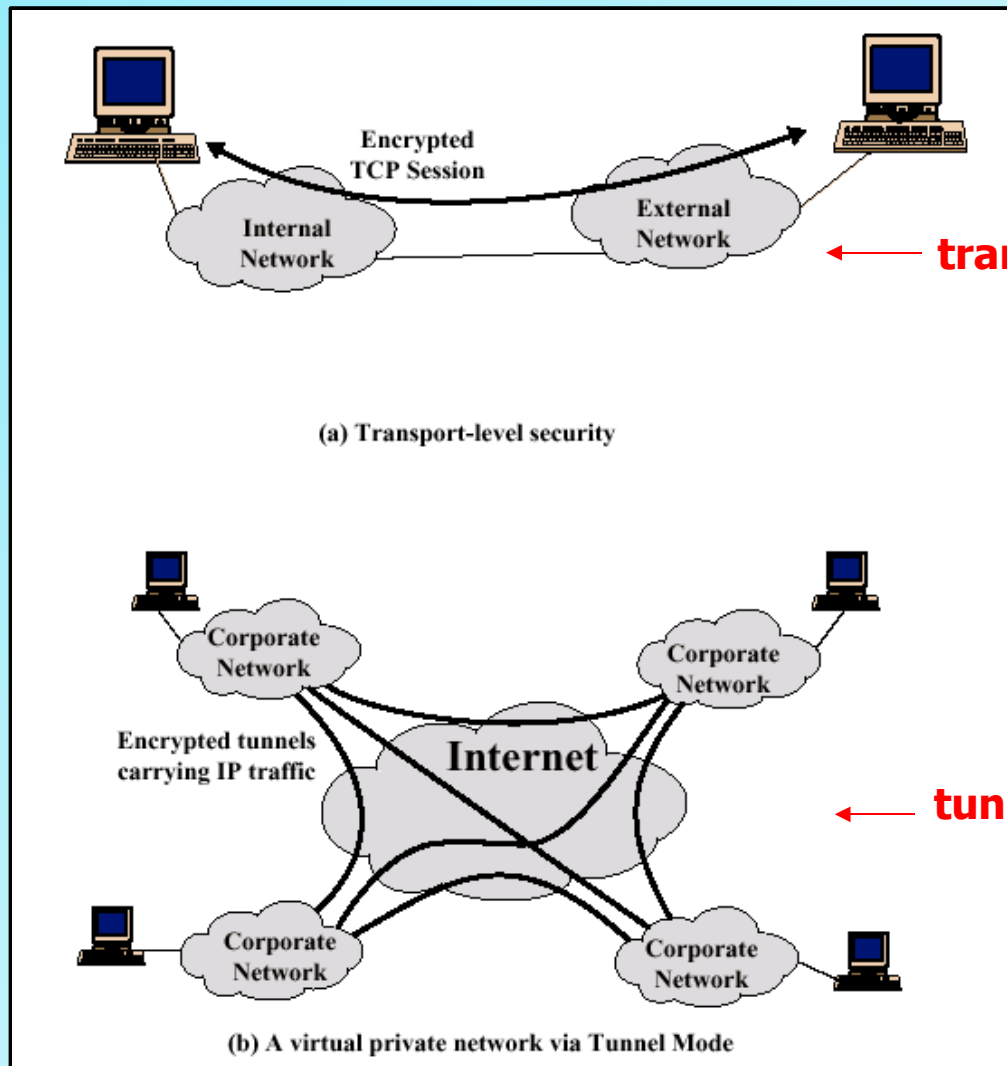 Encrypted
TCP Session
Internal
Network
External
Network
tran
(a) Transport-level security
Corporate
Network
Corporate
Network
Encrypted tunnels
carrying IP traffic
Internet
tun
Corporate
Network
Corporate
Network
(b) A virtual private network via Tunnel Mode